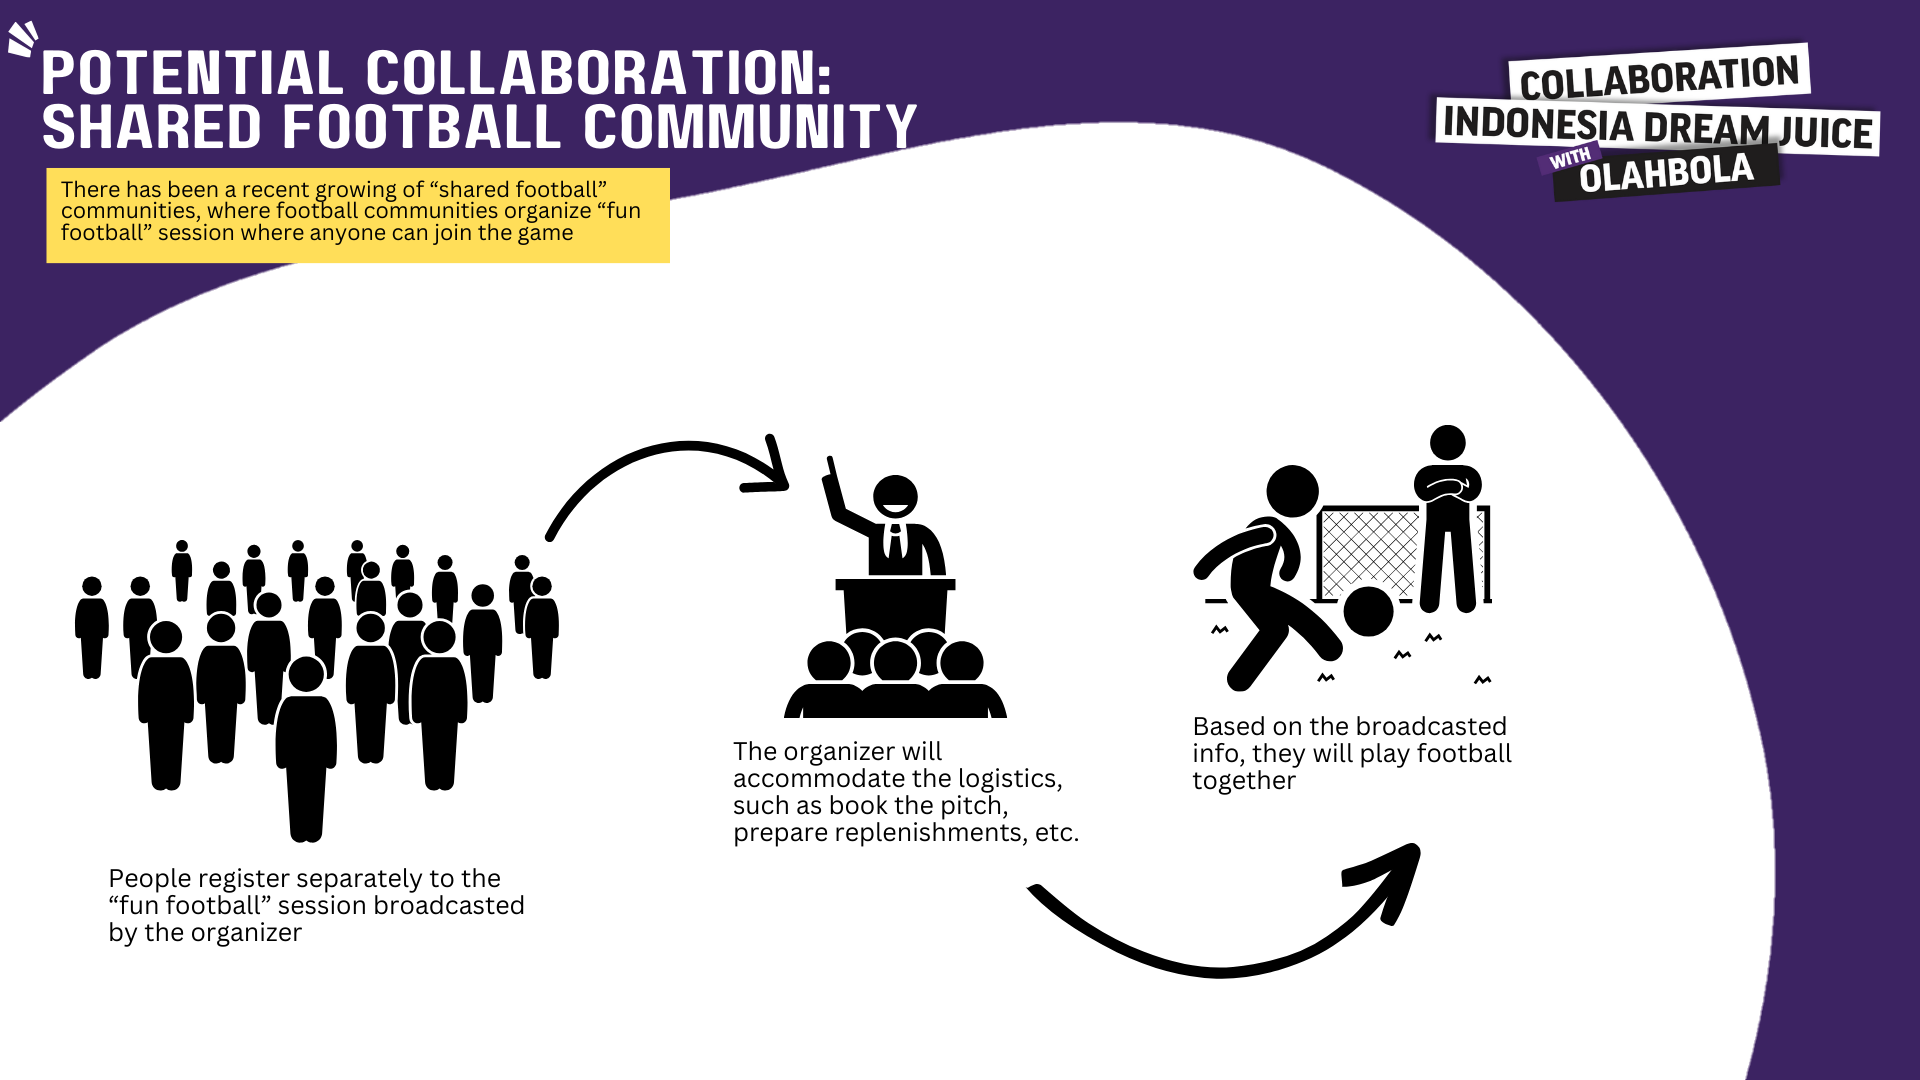 POTENTIAL COLLABORATION:
SHARED FOOTBALL COMMUNITY
There has been a recent growing of “shared football”
communities, where football communities organize “fun
football” session where anyone can join the game
COLLABORATION
INDONESIA DREAM JUICE
WITH
OLAHBOLA
People register separately to the
“fun football” session broadcasted
by the organizer
The organizer will
accommodate the logistics,
such as book the pitch,
prepare replenishments, etc.
Based on the broadcasted
info, they will play football
together